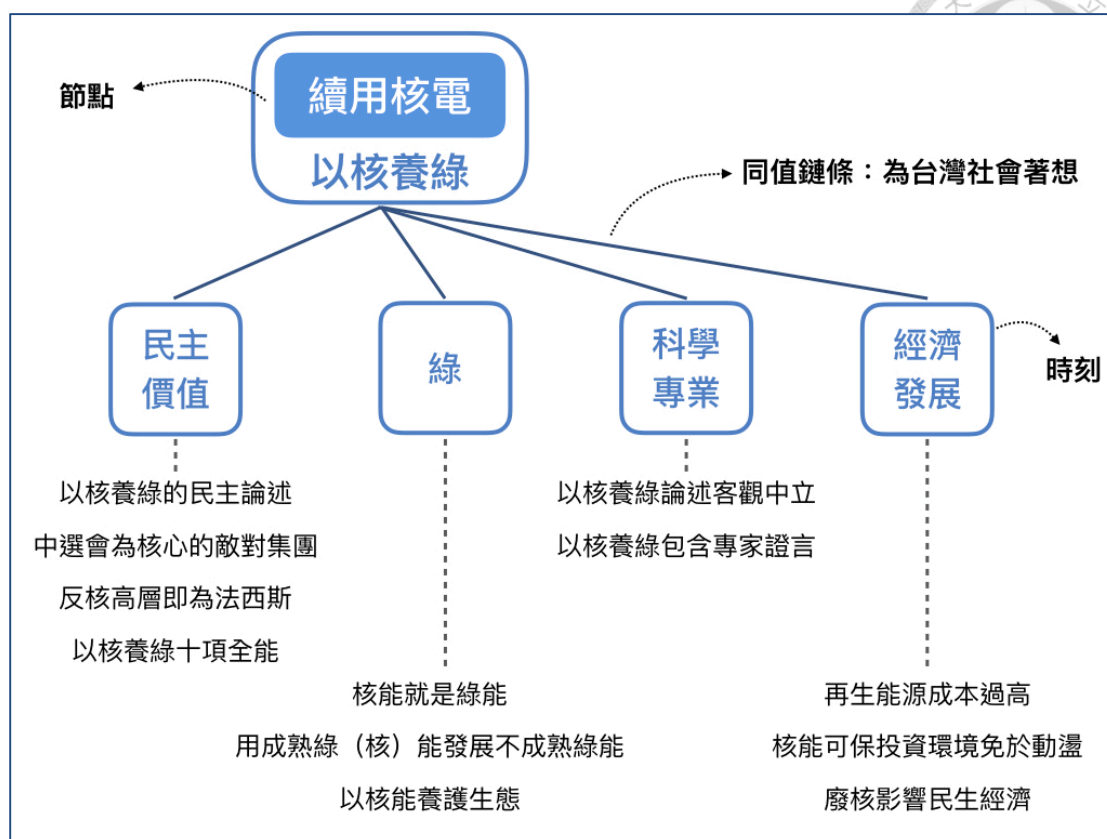 節點
續用核電
以核養綠
同值鏈條：為台灣社會著想
民主
價值
綠
科學
專業
經濟
發展
時刻
以核養綠的民主論述
中選會為核心的敵對集團
反核高層即為法西斯
以核養綠十項全能
核能就是綠能
用成熟綠（核）能發展不成熟綠能
以核能養護生態
以核養綠論述客觀中立
以核養綠包含專家證言
再生能源成本過高
核能可保投資環境免於動盪
廢核影響民生經濟